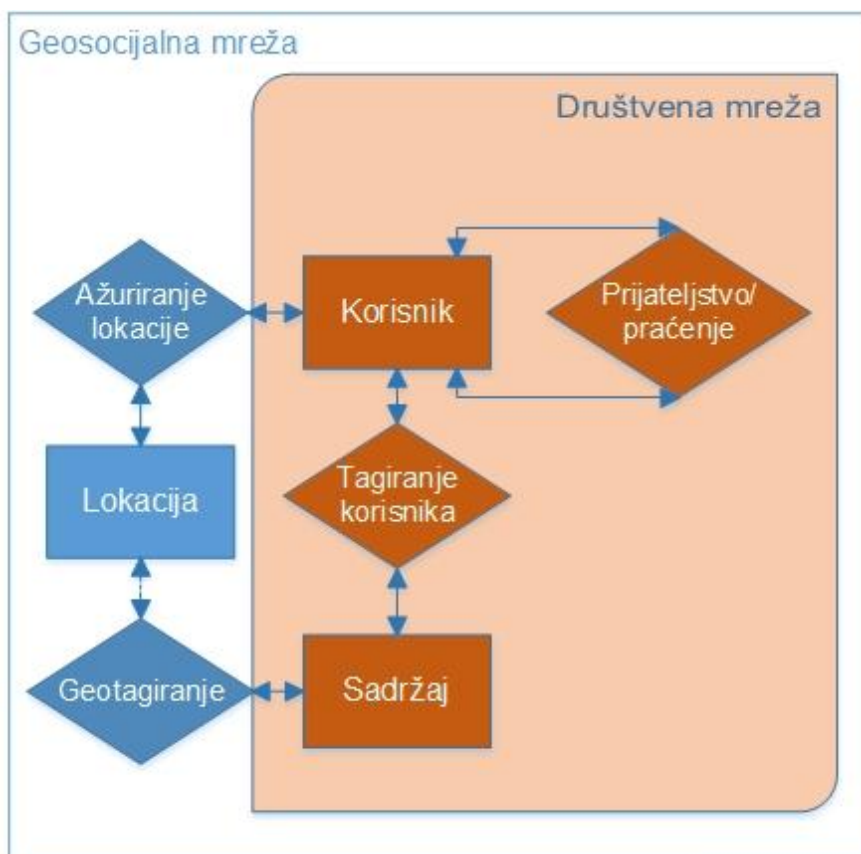 Geosocijalna mreža
Društvena mreža
Ažuriranje
lokacije
Korisnik
Prijateljstvo/
praćenje
Lokacija
Tagiranje
korisnika
Geotagiranje
Sadržaj